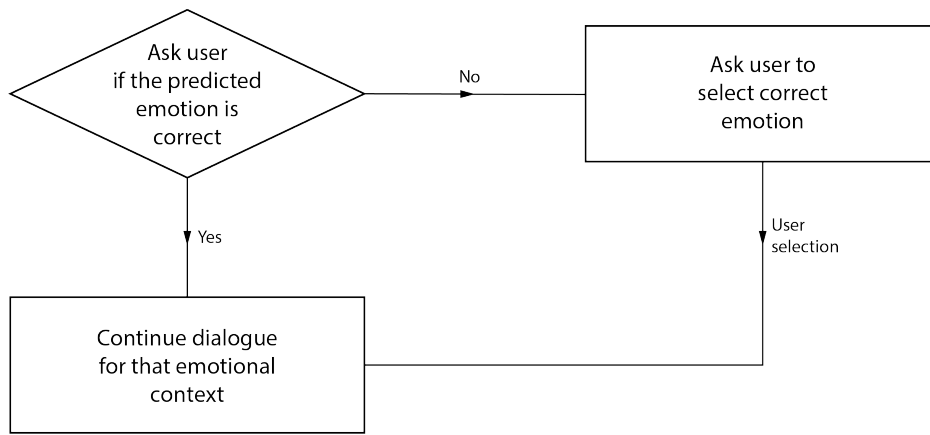 Ask user
if the predicted
emotion is
correct
No
Ask user to
select correct
emotion
Yes
User
selection
Continue dialogue
for that emotional
context